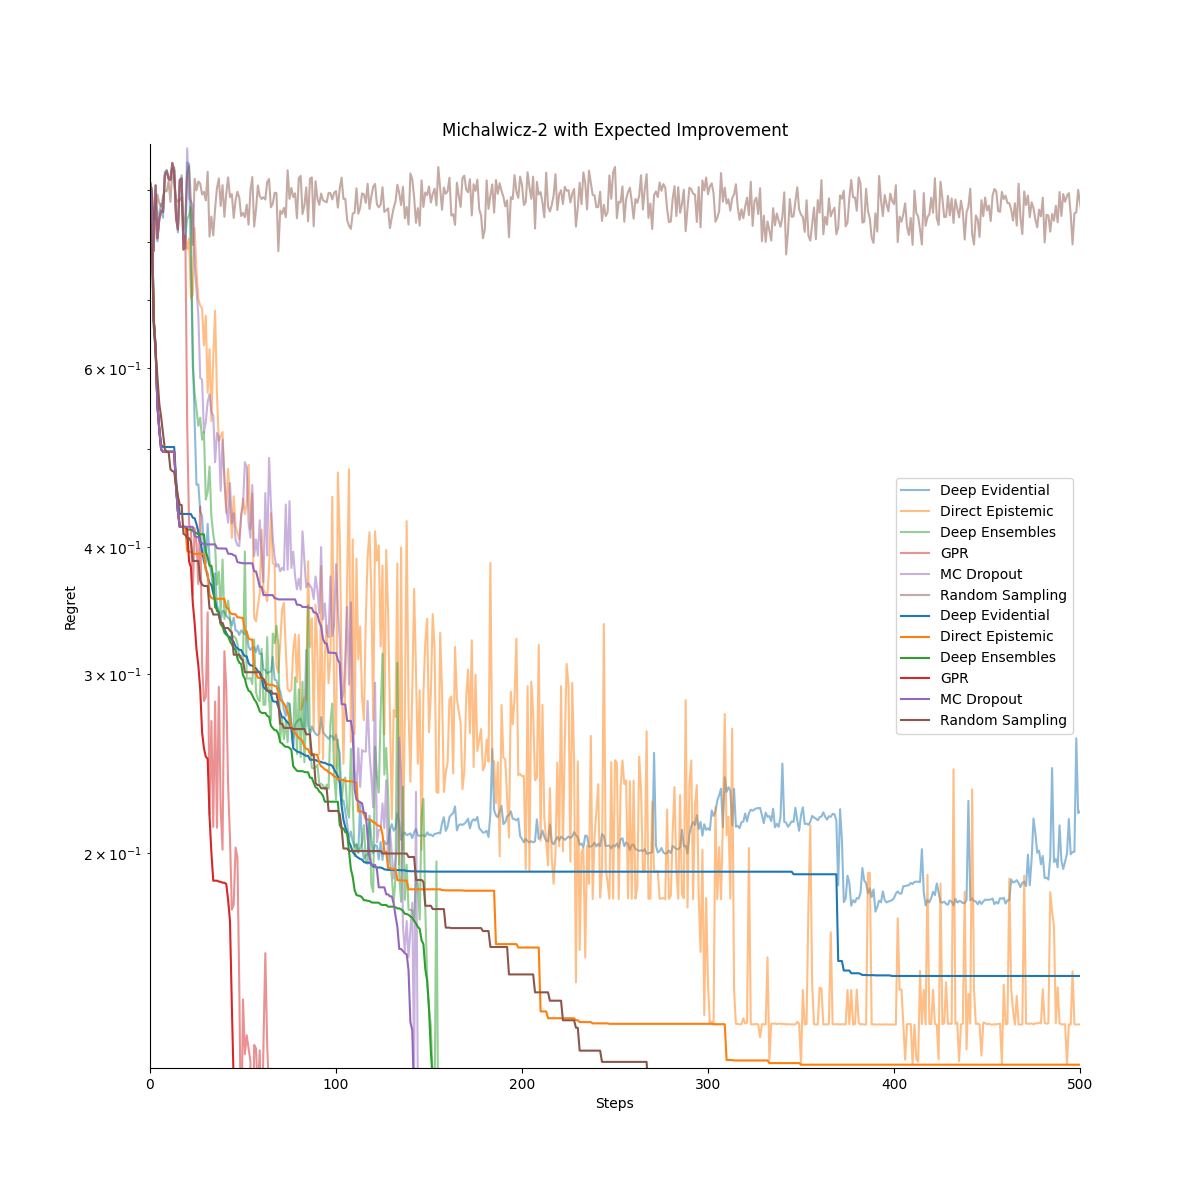 Michalwicz-2 with Expected Improvement
Regret
6 × 10⁻¹
4 × 10⁻¹
3 × 10⁻¹
2 × 10⁻¹
Deep Evidential
Direct Epistemic
Deep Ensembles
GPR
MC Dropout
Random Sampling
Deep Evidential
Direct Epistemic
Deep Ensembles
GPR
MC Dropout
Random Sampling
0 100 200 300 400 500
Steps